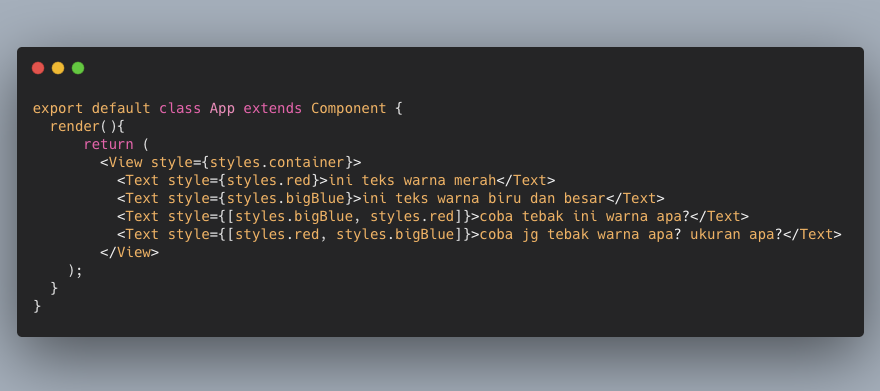 export default class App extends Component {
  render(){
      return (
        <View style={styles.container}>
          <Text style={styles.red}>ini teks warna merah</Text>
          <Text style={styles.bigBlue}>ini teks warna biru dan besar</Text>
          <Text style={[styles.bigBlue, styles.red]}>coba tebak ini warna apa?</Text>
          <Text style={[styles.red, styles.bigBlue]}>coba jg tebak warna apa? ukuran apa?</Text>
        </View>
    );
  }
}